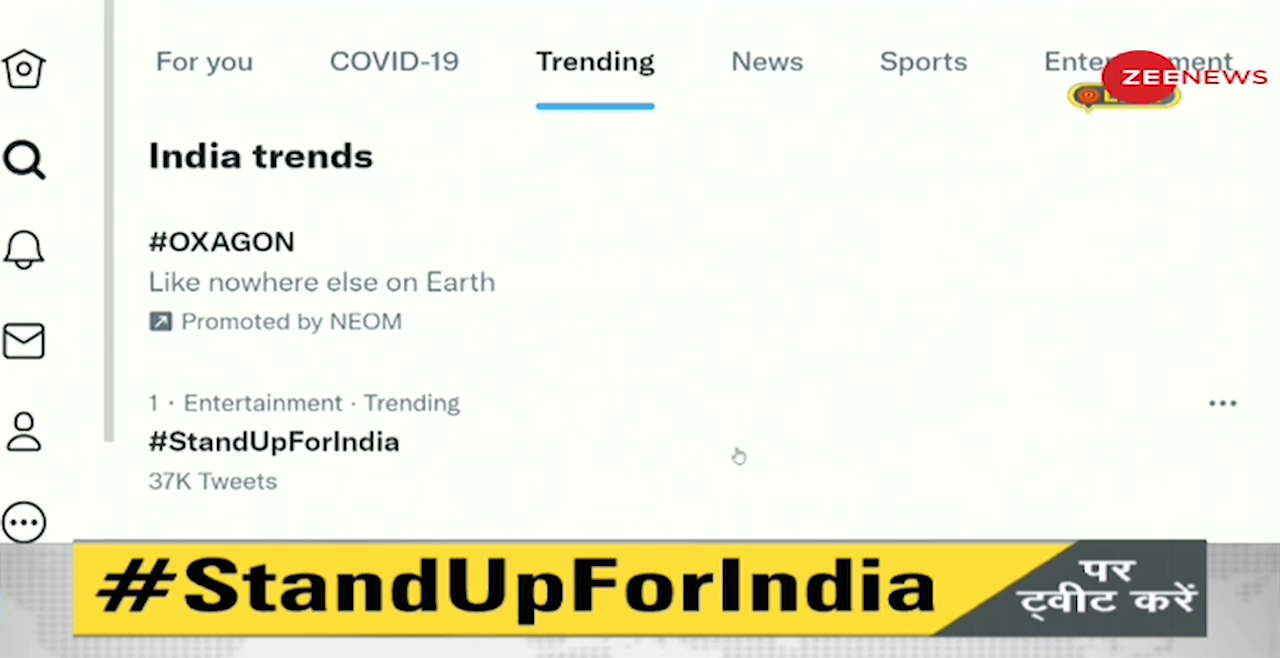 For you COVID-19 Trending News Sports
ZEENEWS
India trends
#OXAGON
Like nowhere else on Earth
Promoted by NEOM
1 · Entertainment · Trending
#StandUpForIndia
37K Tweets
#StandUpForIndia
पर
ट्वीट करें